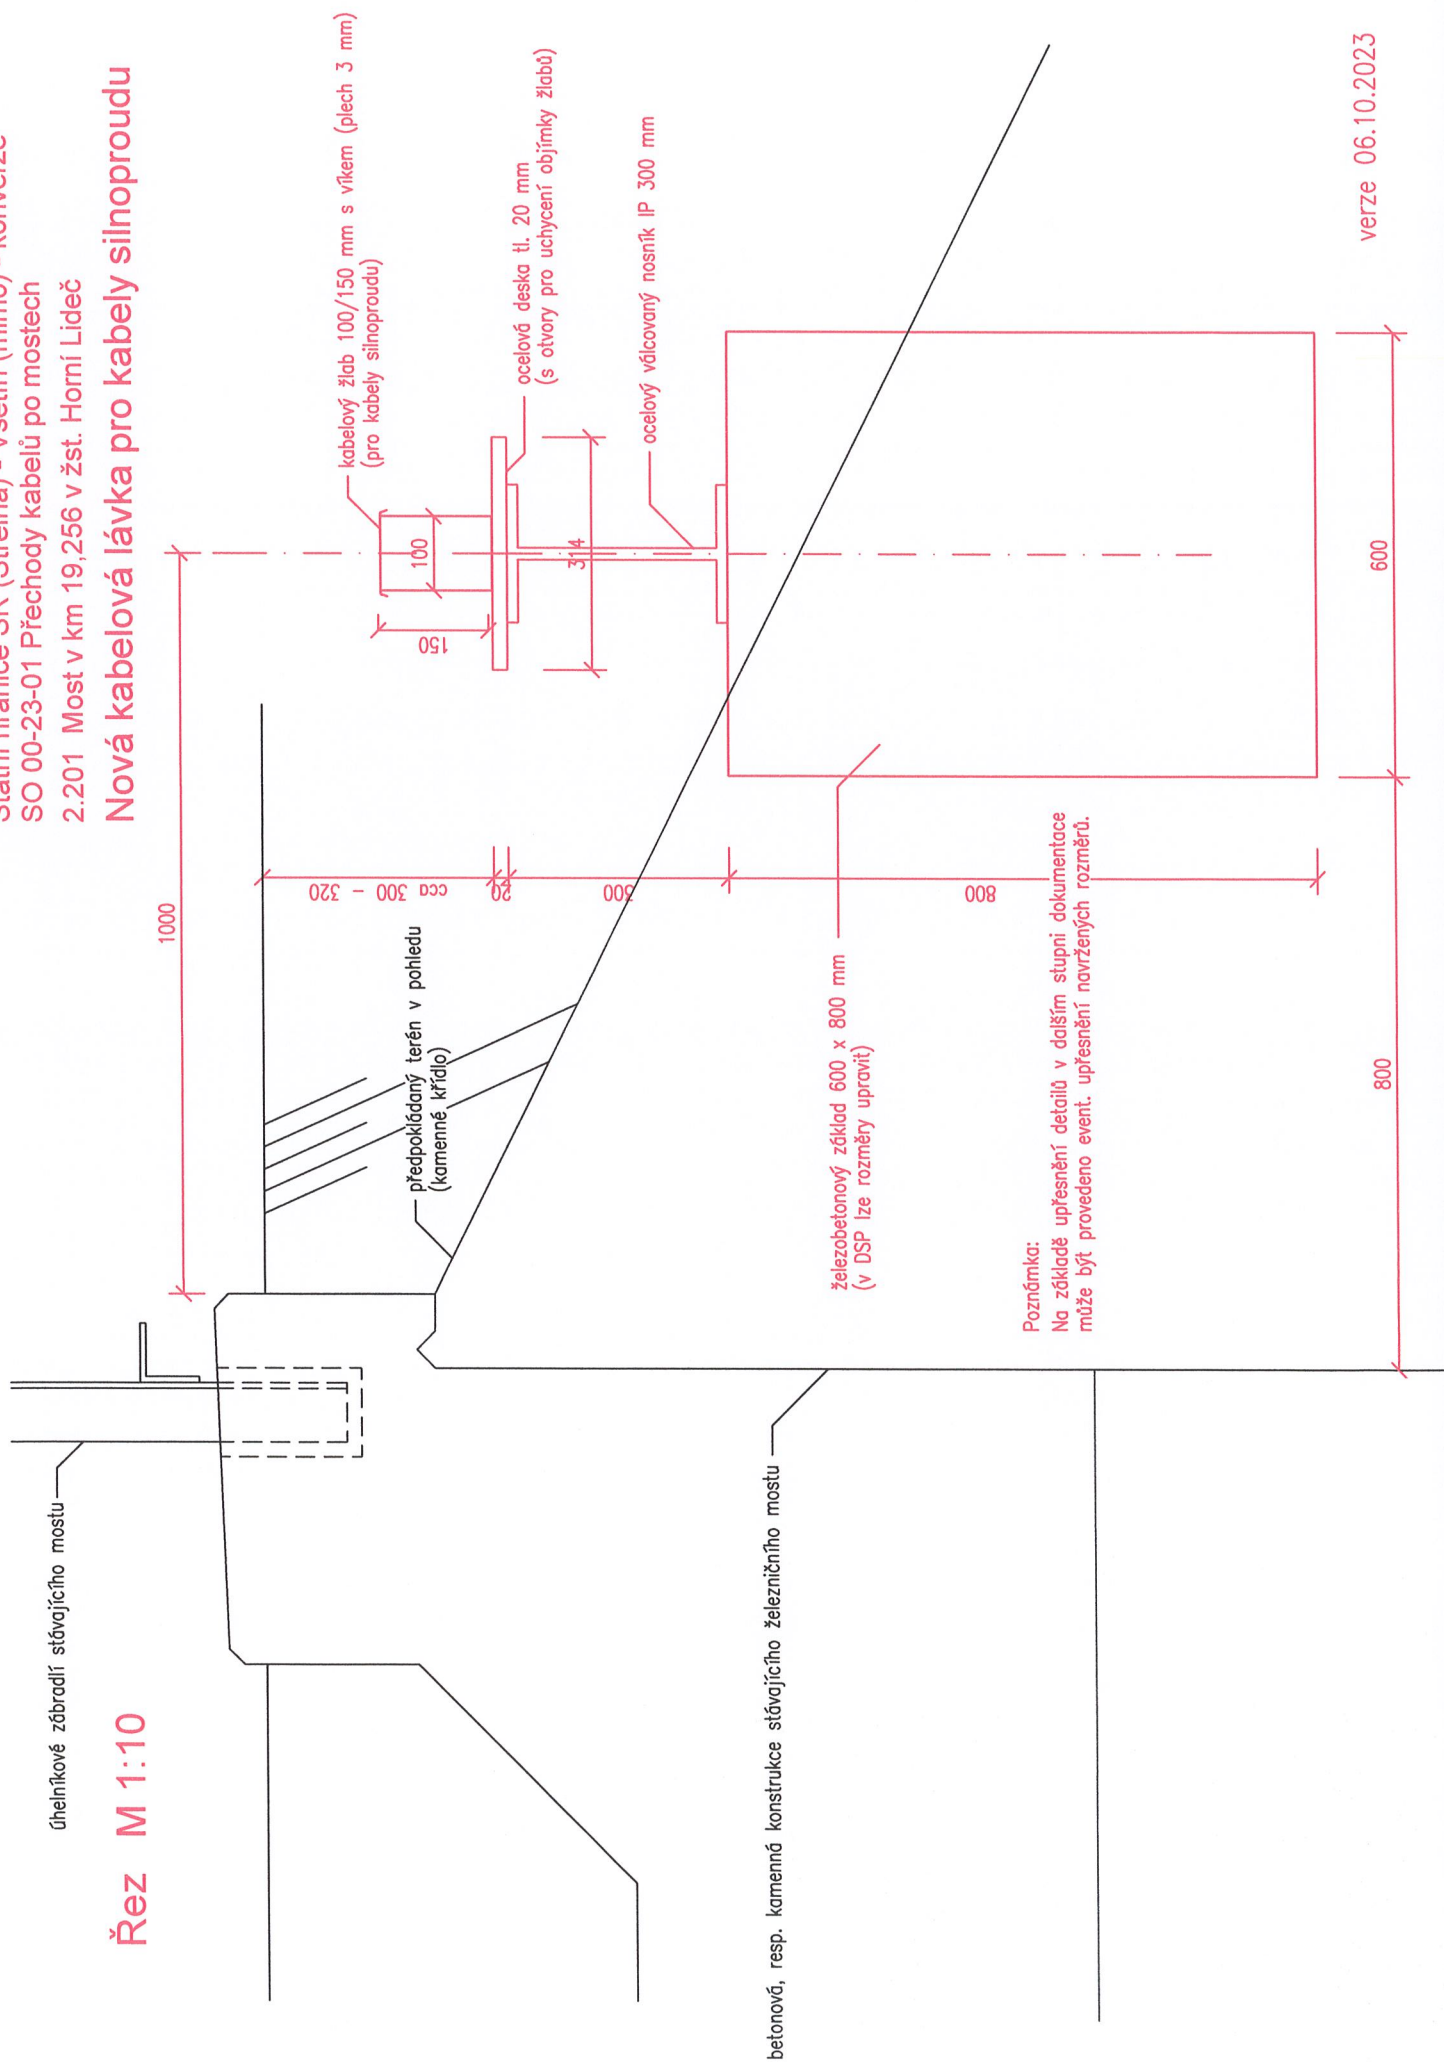 SO 00-23-01 Přechody kabelů po mostech
2.201 Most v km 19,256 v žst. Horní Lideč
Nová kabelová lávka pro kabely silnoproudu
Řez M 1:10
úhelníkové zábradlí stávajícího mostu
1000
kabelový žlab 100/150 mm s víkem (plech 3 mm)
(pro kabely silnoproudu)
100
150
ocelová deska tl. 20 mm
(s otvory pro uchycení objímky žlabů)
314
ocelový válcovaný nosník IP 300 mm
cca 300 - 320
20
300
800
předpokládaný terén v pohledu
(kamenné křídlo)
železobetonový základ 600 x 800 mm
(v DSP lze rozměry upravit)
betonová, resp. kamenná konstrukce stávajícího železničního mostu
Poznámka:
Na základě upřesnění detailů v dalším stupni dokumentace
může být provedeno event. upřesnění navržených rozměrů.
800
600
verze 06.10.2023